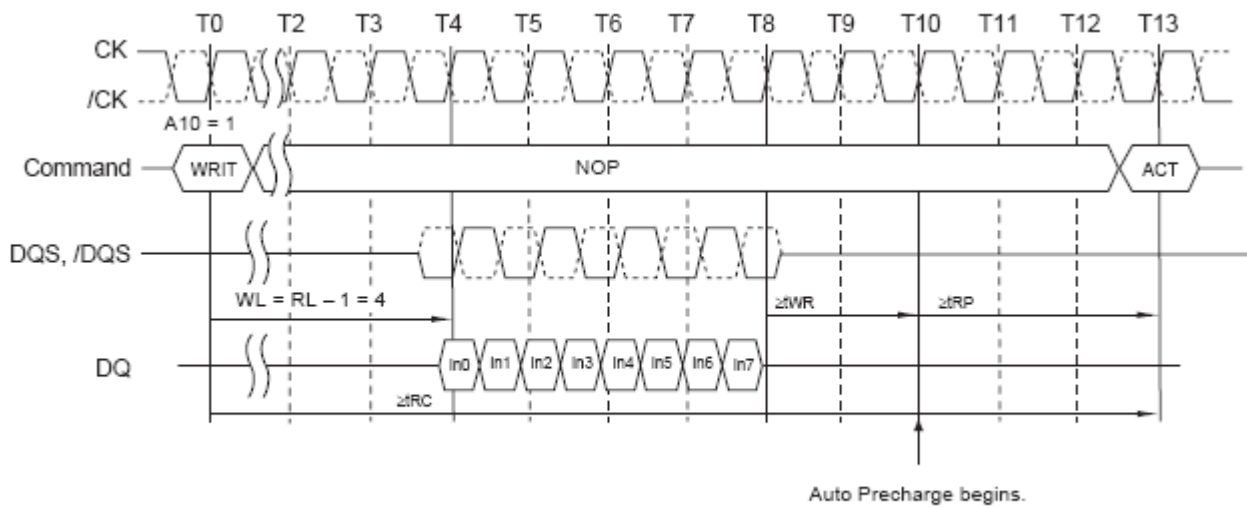 T0 T2 T3 T4 T5 T6 T7 T8 T9 T10 T11 T12 T13
CK
/CK
A10 = 1
Command WRIT NOP ACT
DQS, /DQS
WL = RL – 1 = 4 ≥tWR ≥tRP
DQ In0 In1 In2 In3 In4 In5 In6 In7
≥tRC
Auto Precharge begins.